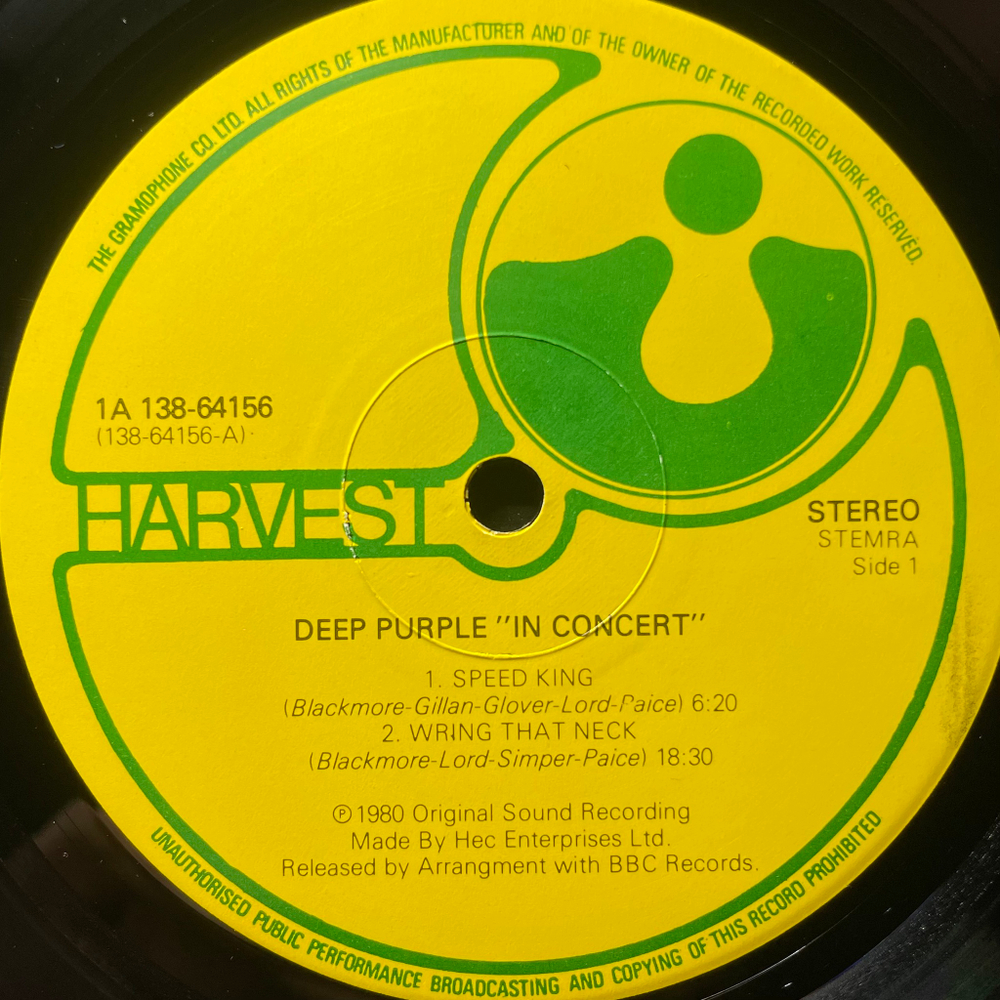 THE GRAMOPHONE CO. LTD. ALL RIGHTS OF THE MANUFACTURER AND OF THE OWNER OF THE RECORDED WORK RESERVED.
1A 138-64156
(138-64156-A)
HARVEST
STEREO
STEMRA
Side 1
DEEP PURPLE "IN CONCERT"
1. SPEED KING
(Blackmore-Gillan-Glover-Lord-Paice) 6:20
2. WRING THAT NECK
(Blackmore-Lord-Simper-Paice) 18:30
℗ 1980 Original Sound Recording
Made By Hec Enterprises Ltd.
Released by Arrangment with BBC Records.
UNAUTHORISED PUBLIC PERFORMANCE BROADCASTING AND COPYING OF THIS RECORD PROHIBITED